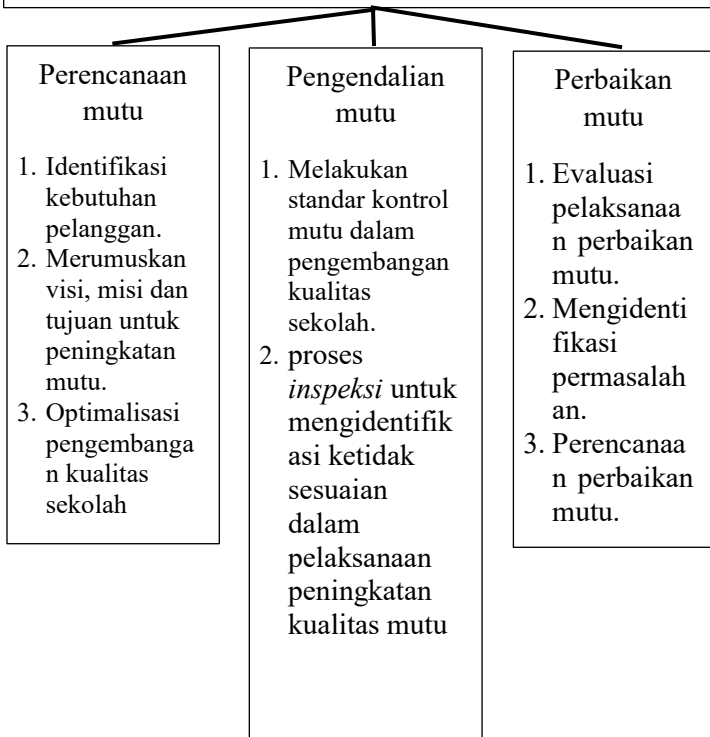 Perencanaan
mutu
1. Identifikasi
kebutuhan
pelanggan.
2. Merumuskan
visi, misi dan
tujuan untuk
peningkatan
mutu.
3. Optimalisasi
pengembanga
n kualitas
sekolah
Pengendalian
mutu
1. Melakukan
standar kontrol
mutu dalam
pengembangan
kualitas
sekolah.
2. proses
inspeksi untuk
mengidentifik
asi ketidak
sesuaian
dalam
pelaksanaan
peningkatan
kualitas mutu
Perbaikan
mutu
1. Evaluasi
pelaksanaa
n perbaikan
mutu.
2. Mengidenti
fikasi
permasalah
an.
3. Perencanaa
n perbaikan
mutu.